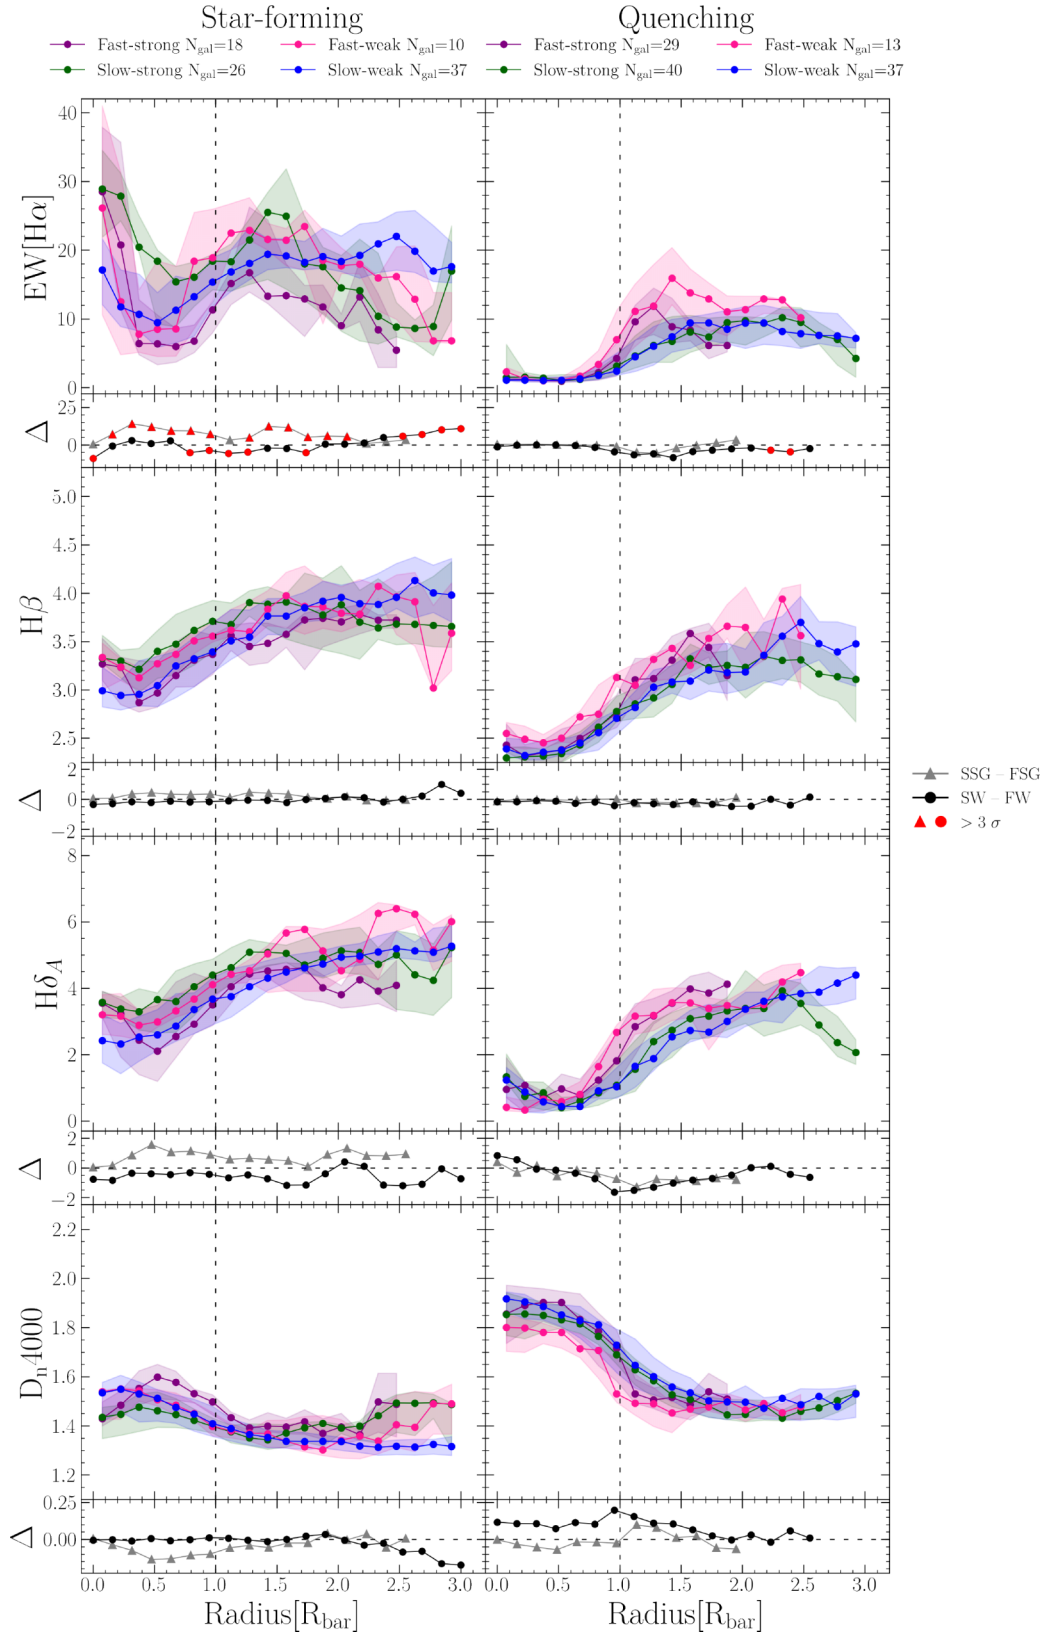 Star-forming Quenching
Fast-strong N_gal=18 Fast-weak N_gal=10 Fast-strong N_gal=29 Fast-weak N_gal=13
Slow-strong N_gal=26 Slow-weak N_gal=37 Slow-strong N_gal=40 Slow-weak N_gal=37
EW[Hα]
40
30
20
10
0
Δ
25
0
Hβ
5.0
4.5
4.0
3.5
3.0
2.5
Δ
2
0
−2
SSG − FSG
SW − FW
> 3 σ
Hδ_A
8
6
4
2
0
Δ
2
0
−2
D_n4000
2.2
2.0
1.8
1.6
1.4
1.2
Δ
0.25
0.00
0.0 0.5 1.0 1.5 2.0 2.5 3.0 0.0 0.5 1.0 1.5 2.0 2.5 3.0
Radius[R_bar] Radius[R_bar]